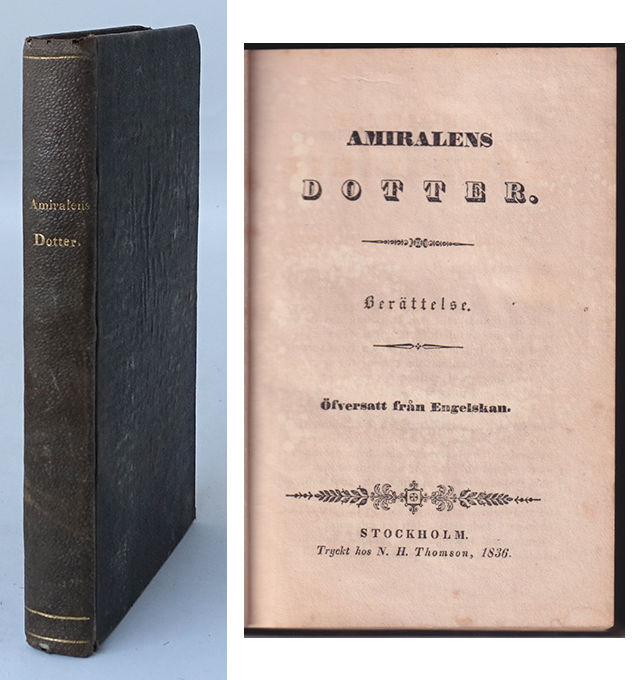 Amiralens
Dotter.
AMIRALENS
DOTTER.
Berättelse.
Öfversatt från Engelskan.
STOCKHOLM.
Tryckt hos N. H. Thomson, 1836.